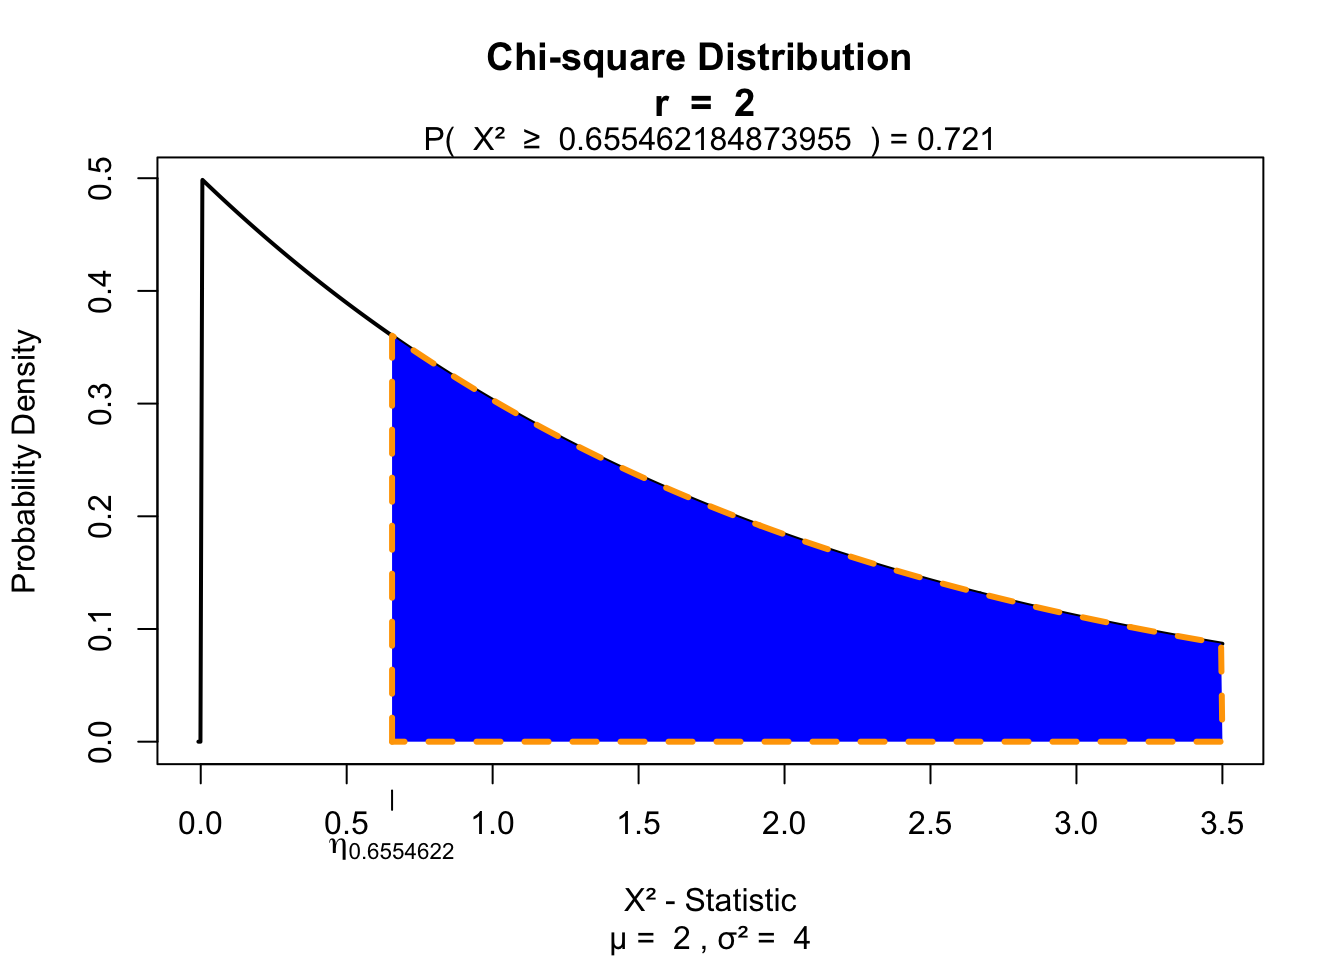 Chi-square Distribution
r = 2
P( X² ≥ 0.655462184873955 ) = 0.721
Probability Density
0.5
0.4
0.3
0.2
0.1
0.0
0.0 0.5 1.0 1.5 2.0 2.5 3.0 3.5
η0.6554622
X² - Statistic
μ = 2 , σ² = 4